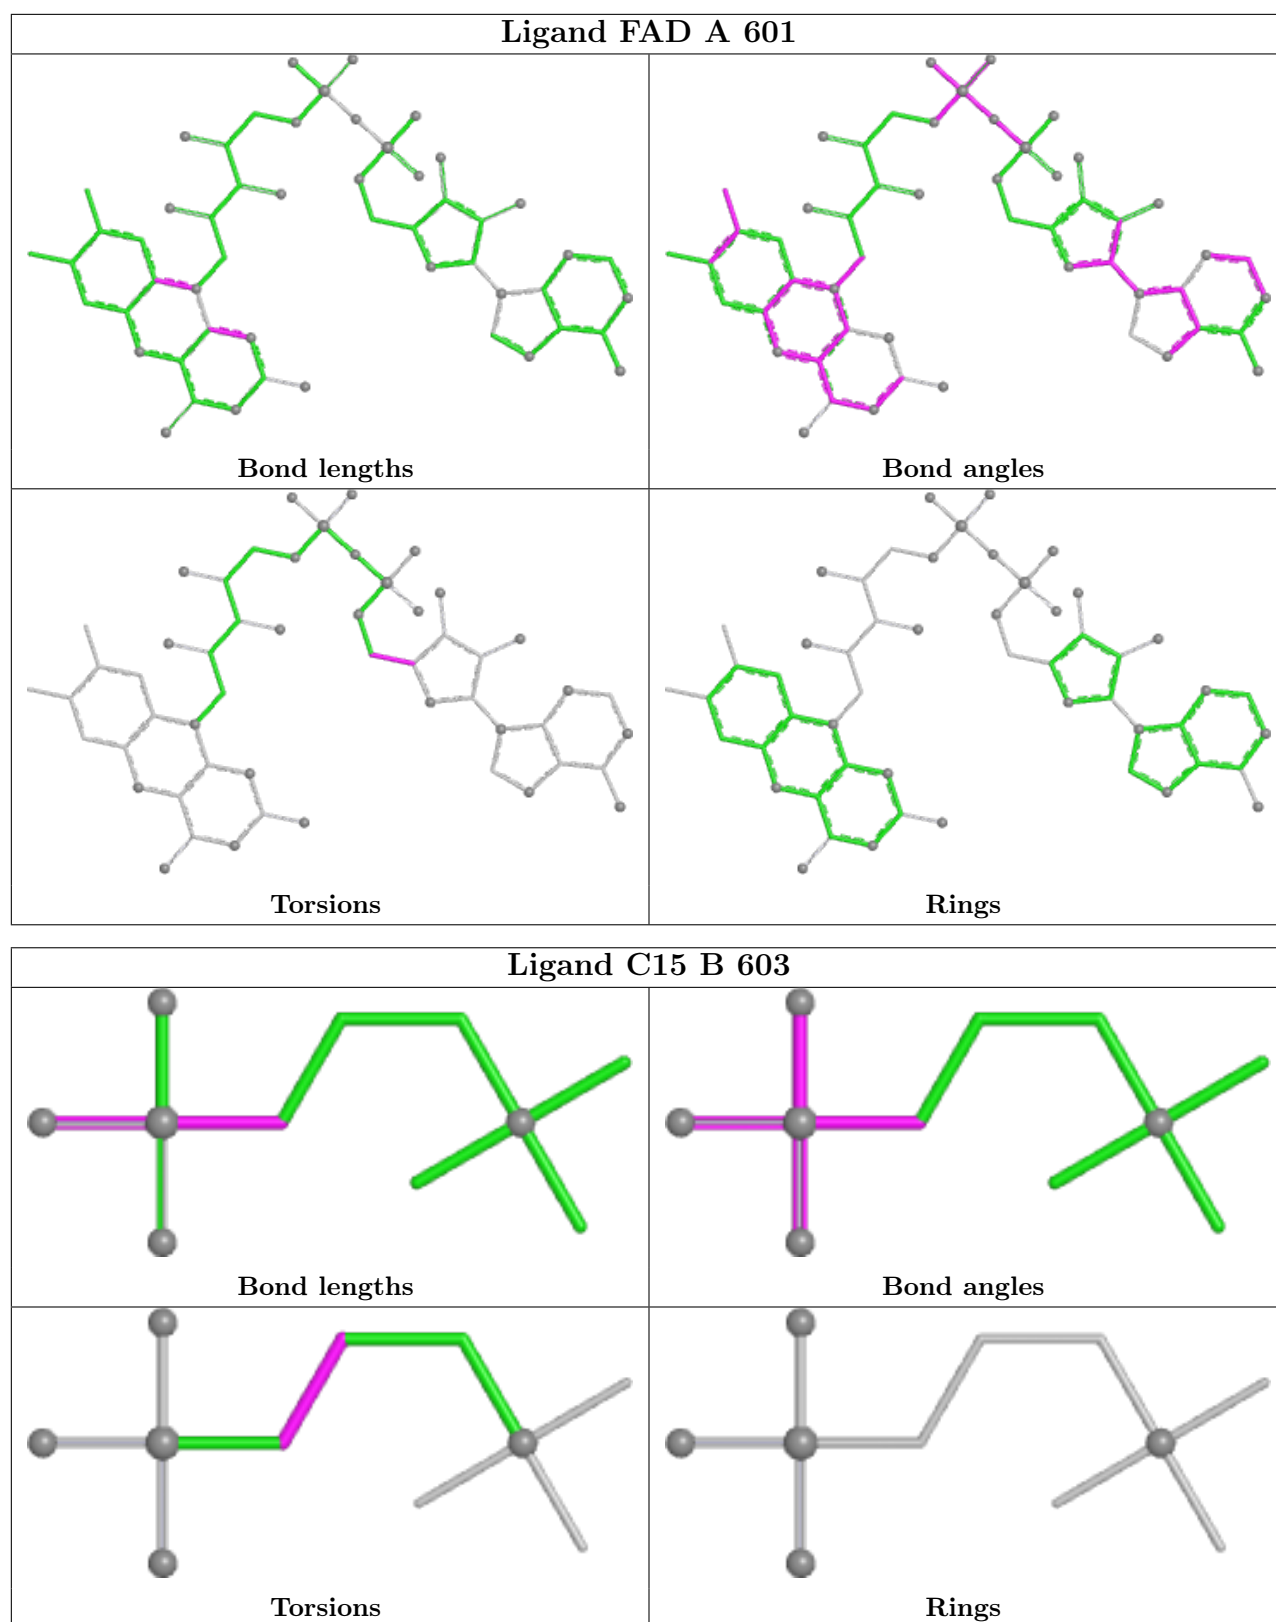 Ligand FAD A 601
Bond lengths
Bond angles
Torsions
Rings
Ligand C15 B 603
Bond lengths
Bond angles
Torsions
Rings